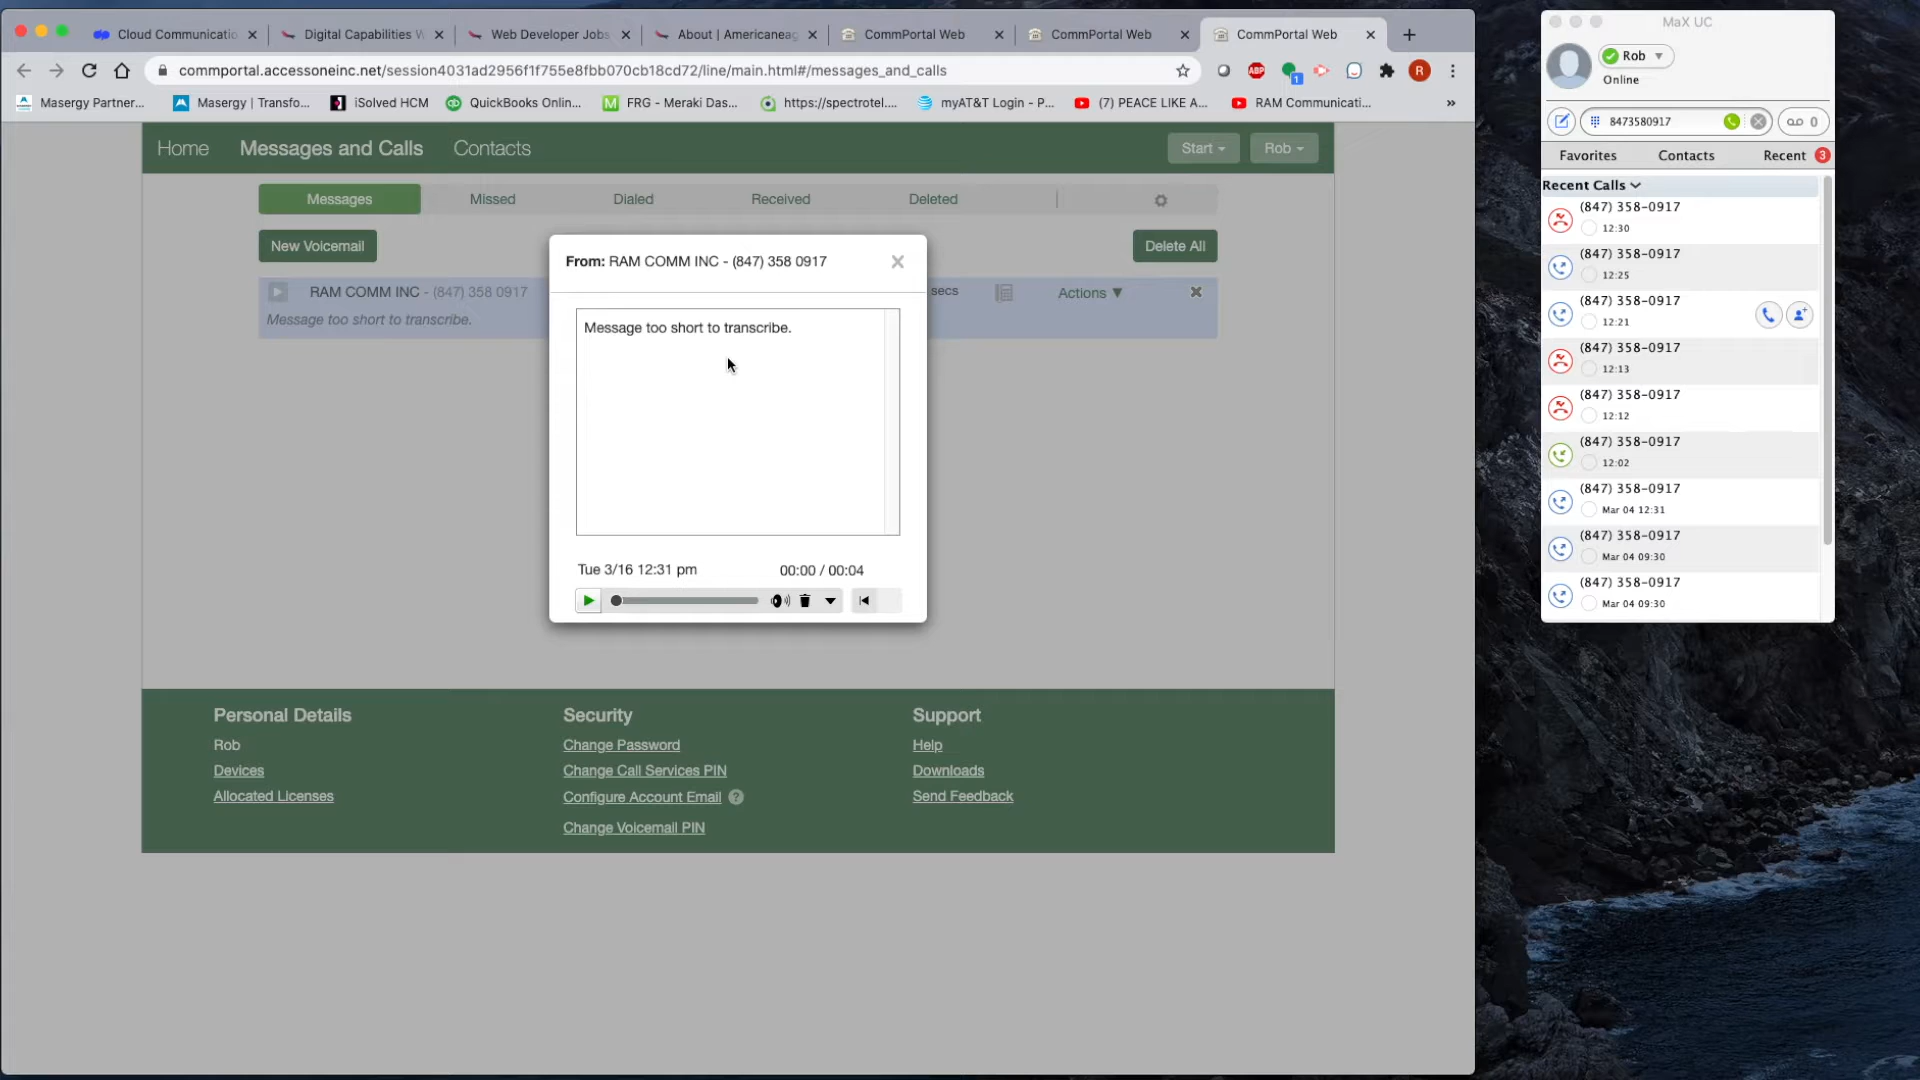 Cloud Communicatio
Digital Capabilities W
Web Developer Jobs
About | Americaneag
CommPortal Web
CommPortal Web
CommPortal Web
commportal.accessoneinc.net/session4031ad2956f1f755e8fbb070cb18cd72/line/main.html#/messages_and_calls
ABP
1
R
Masergy Partner...
Masergy | Transfo...
iSolved HCM
QuickBooks Onlin...
FRG - Meraki Das...
https://spectrotel....
myAT&T Login - P...
(7) PEACE LIKE A...
RAM Communicati...
»
Home
Messages and Calls
Contacts
Start
Rob
Messages
Missed
Dialed
Received
Deleted
New Voicemail
Delete All
RAM COMM INC - (847) 358 0917
secs
Actions
Message too short to transcribe.
From: RAM COMM INC - (847) 358 0917
Message too short to transcribe.
Tue 3/16 12:31 pm
00:00 / 00:04
Personal Details
Rob
Devices
Allocated Licenses
Security
Change Password
Change Call Services PIN
Configure Account Email ?
Change Voicemail PIN
Support
Help
Downloads
Send Feedback
MaX UC
Rob
Online
8473580917
0
Favorites
Contacts
Recent 3
Recent Calls
(847) 358-0917
12:30
(847) 358-0917
12:25
(847) 358-0917
12:21
(847) 358-0917
12:13
(847) 358-0917
12:12
(847) 358-0917
12:02
(847) 358-0917
Mar 04 12:31
(847) 358-0917
Mar 04 09:30
(847) 358-0917
Mar 04 09:30